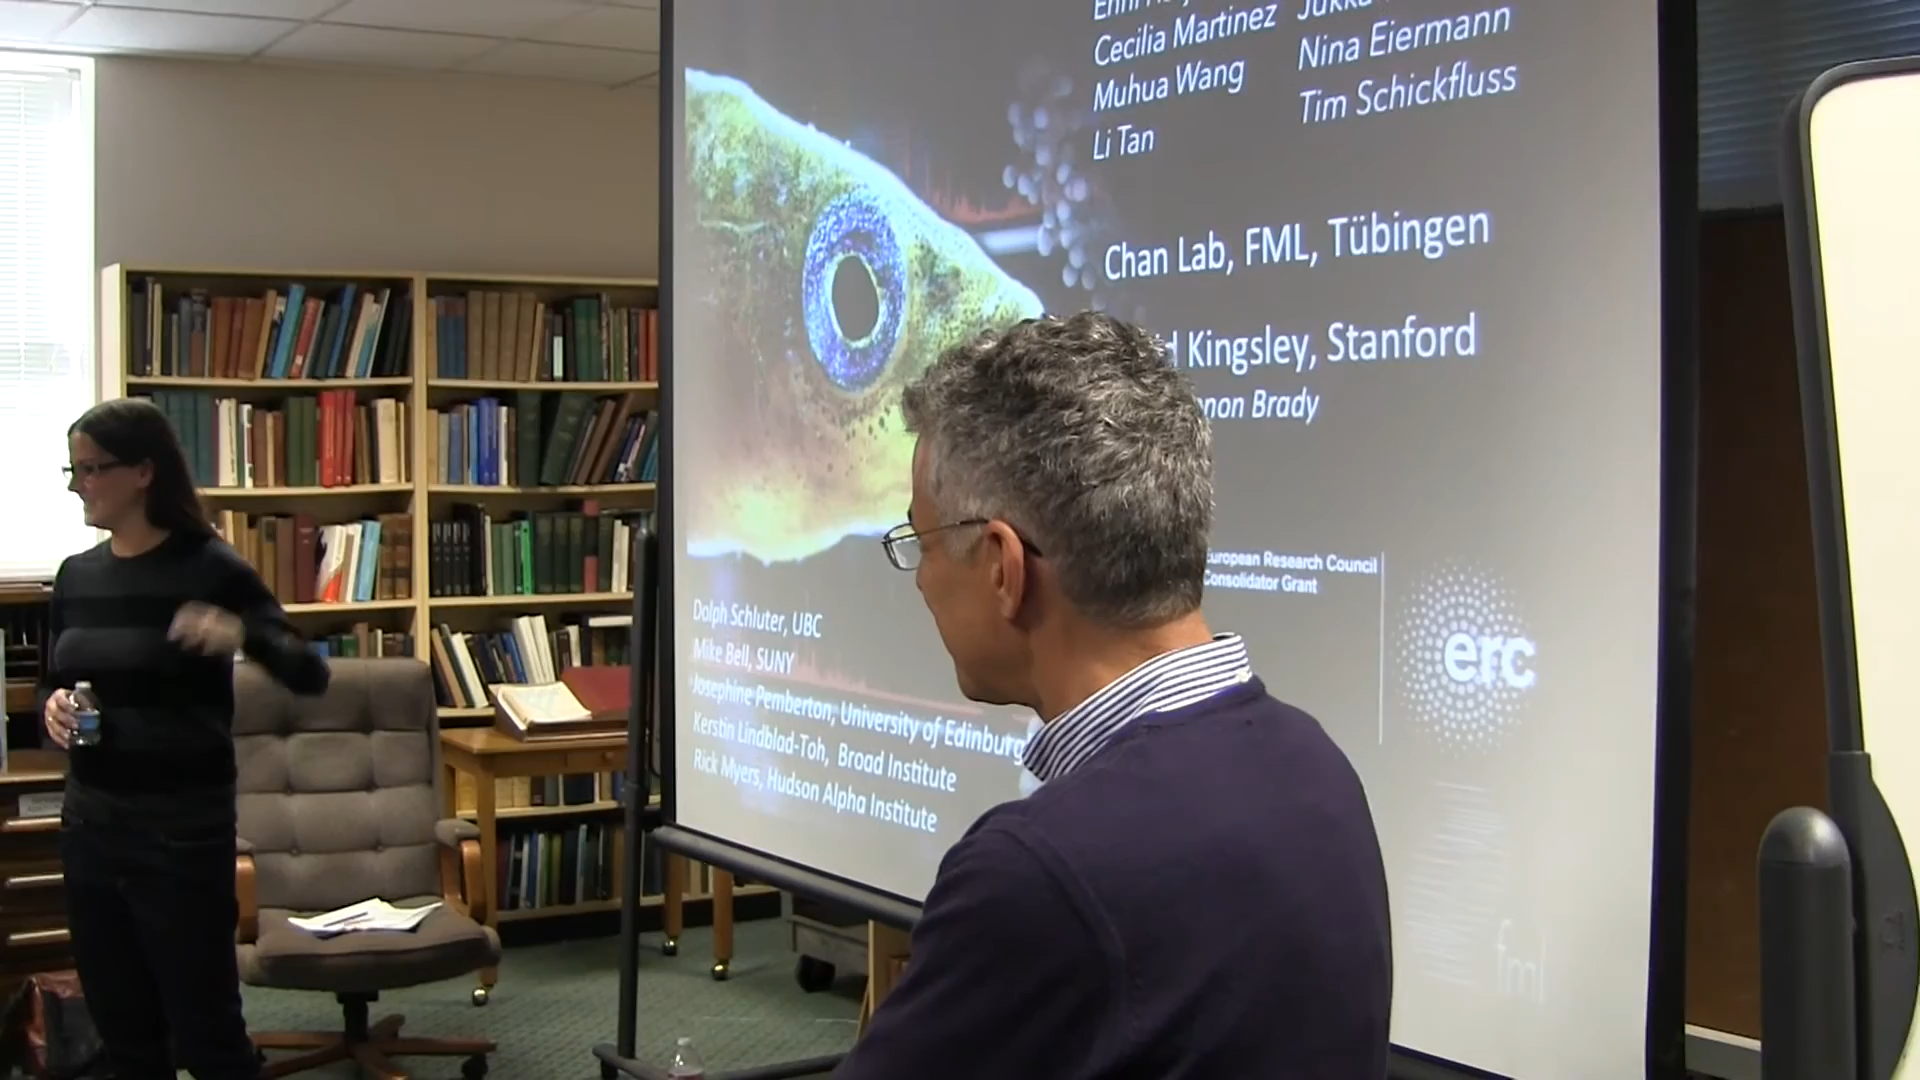 Cecilia Martinez
Muhua Wang
Li Tan
Nina Eiermann
Tim Schickfluss
Chan Lab, FML, Tübingen
Kingsley, Stanford
Brady
European Research Council
Consolidator Grant
erc
Dolph Schluter, UBC
Mike Bell, SUNY
Josephine Pemberton, University of Edinburg
Kerstin Lindblad-Toh, Broad Institute
Rick Myers, Hudson Alpha Institute
fml